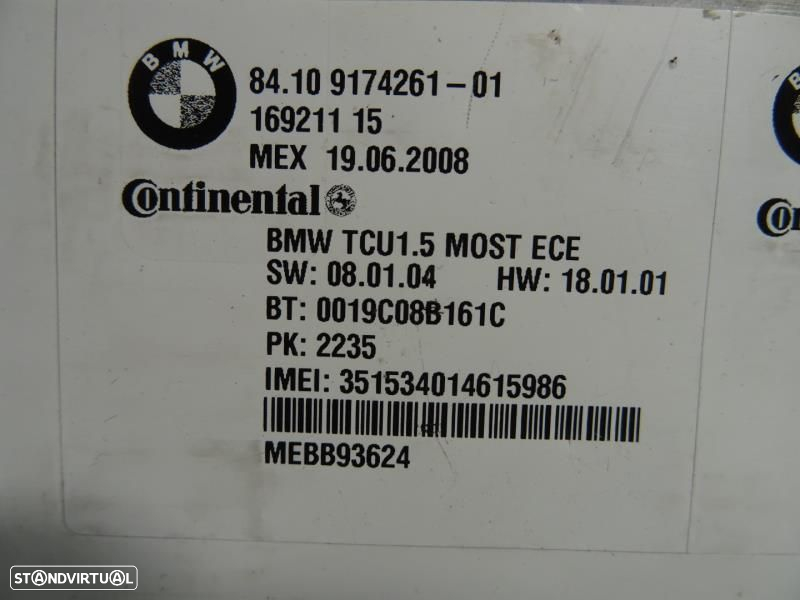 BMW
84.10 9174261-01
169211 15
MEX 19.06.2008
Continental
BMW TCU1.5 MOST ECE
SW: 08.01.04 HW: 18.01.01
BT: 0019C08B161C
PK: 2235
IMEI: 351534014615986
MEBB93624
Con
STANDVIRTUAL